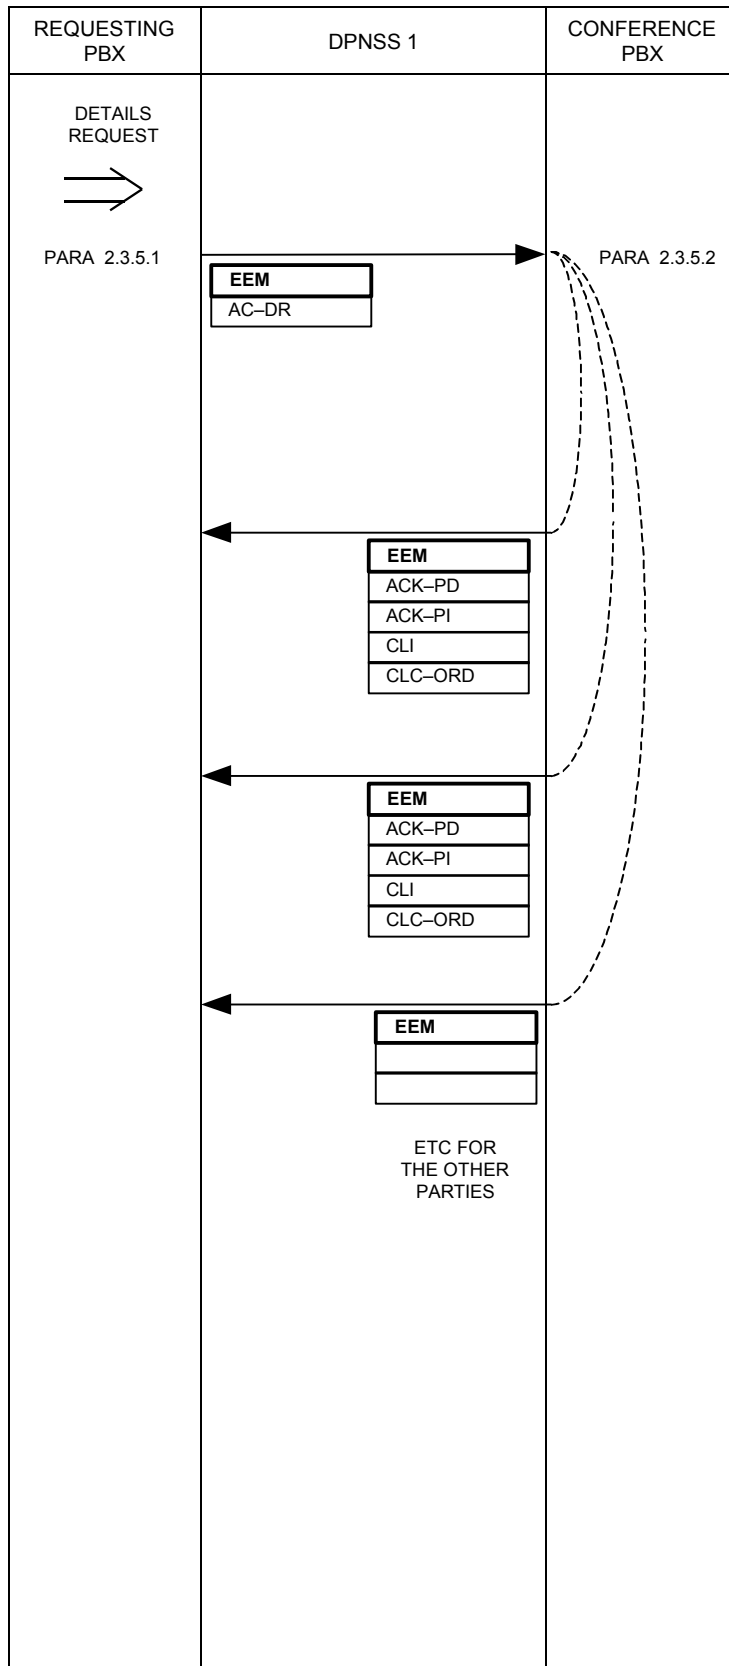 REQUESTING
PBX
DPNSS 1
CONFERENCE
PBX
DETAILS
REQUEST
PARA 2.3.5.1
PARA 2.3.5.2
EEM
AC–DR
EEM
ACK–PD
ACK–PI
CLI
CLC–ORD
EEM
ACK–PD
ACK–PI
CLI
CLC–ORD
EEM
ETC FOR
THE OTHER
PARTIES